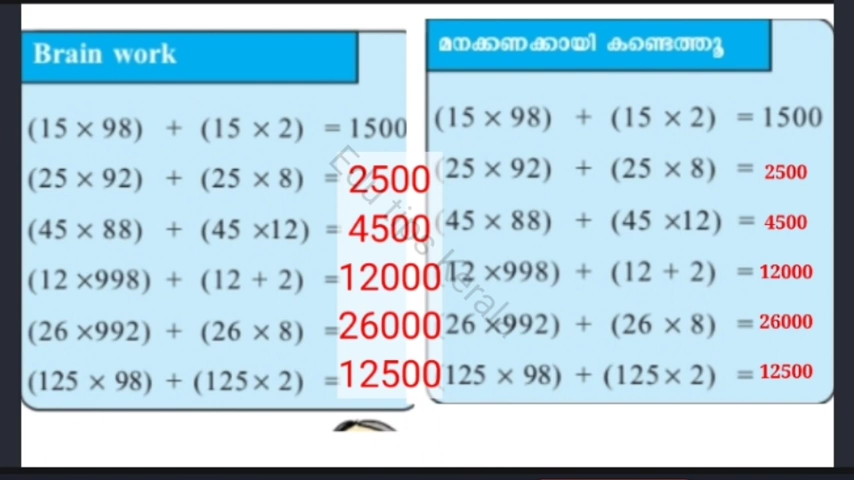 Brain work
(15 × 98) + (15 × 2) = 1500
(25 × 92) + (25 × 8) = 2500
(45 × 88) + (45 ×12) = 4500
(12 ×998) + (12 + 2) =12000
(26 ×992) + (26 × 8) =26000
(125 × 98) + (125× 2) =12500
മനക്കണക്കായി കണ്ടെത്തൂ
(15 × 98) + (15 × 2) = 1500
(25 × 92) + (25 × 8) = 2500
(45 × 88) + (45 ×12) = 4500
12 ×998) + (12 + 2) = 12000
26 ×992) + (26 × 8) = 26000
125 × 98) + (125× 2) = 12500
Edu tips kerala